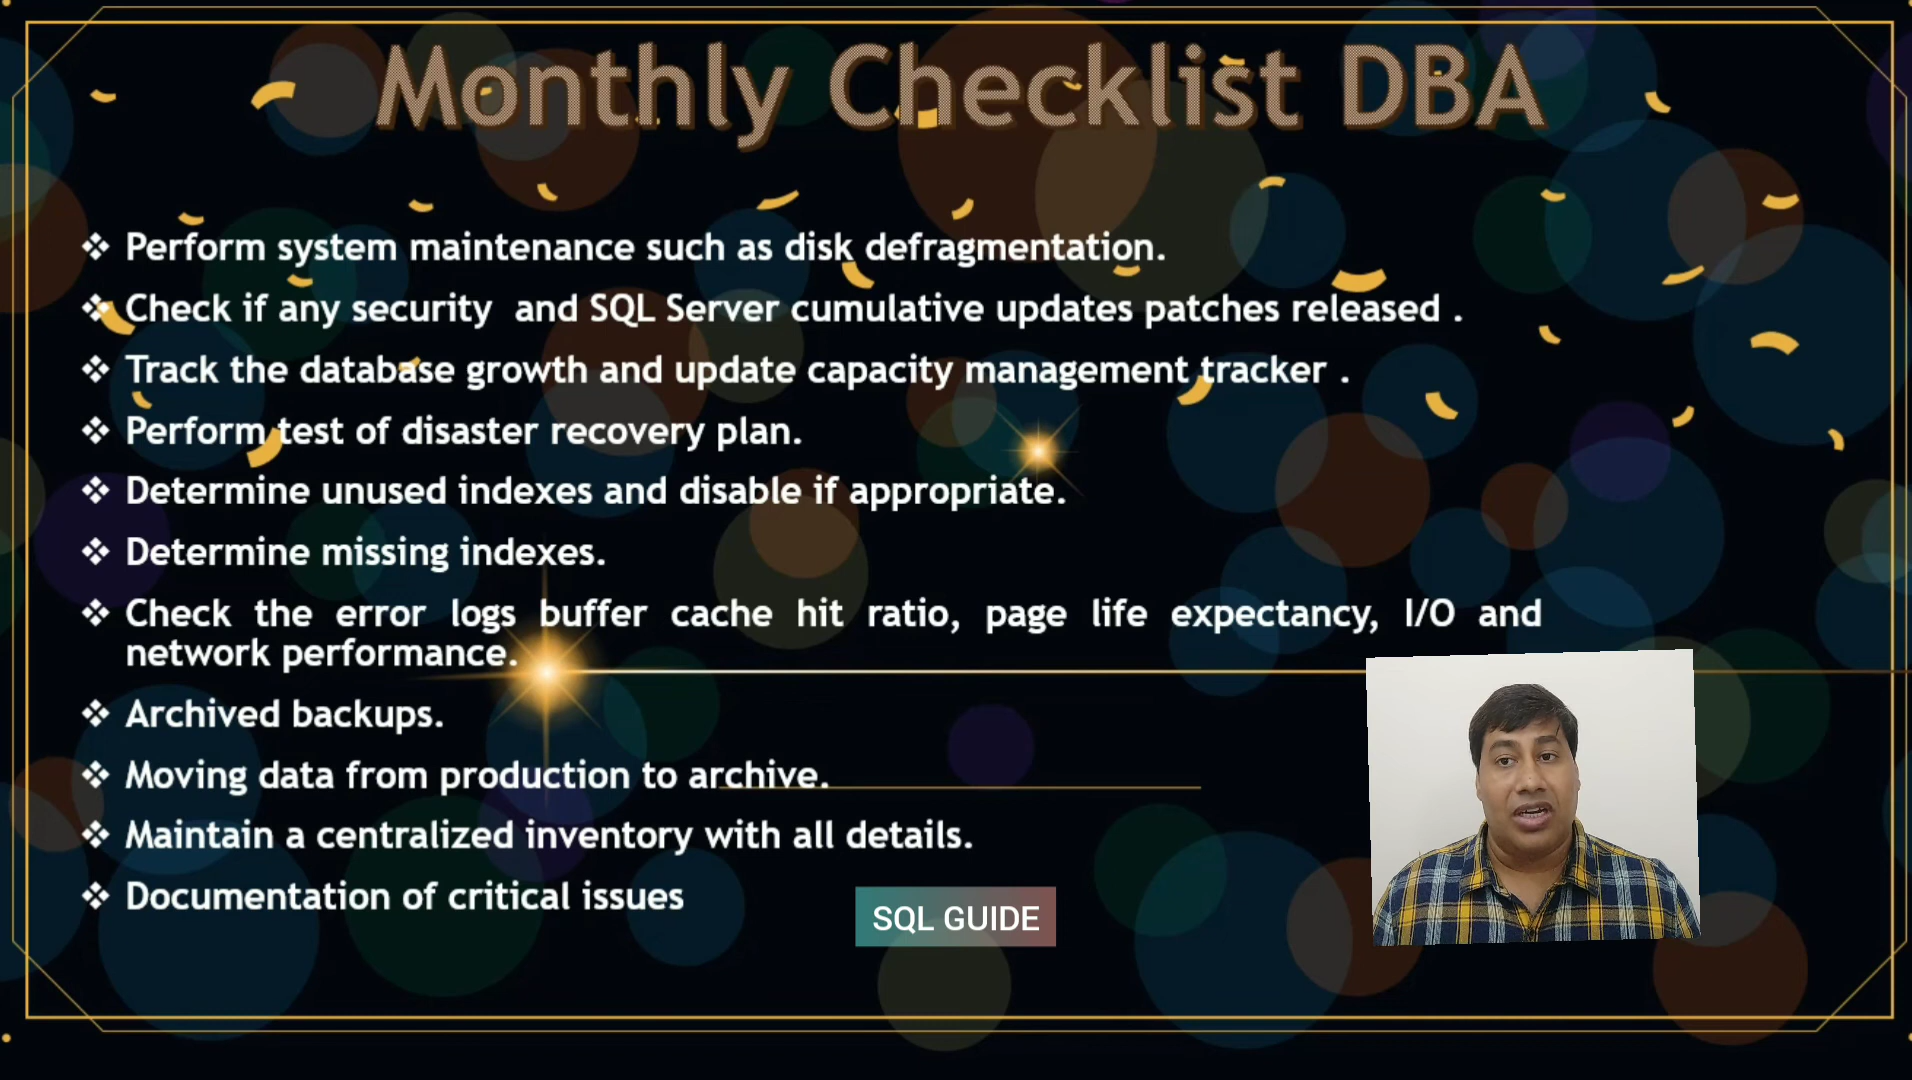 Monthly Checklist DBA
Perform system maintenance such as disk defragmentation.
Check if any security  and SQL Server cumulative updates patches released .
Track the database growth and update capacity management tracker .
Perform test of disaster recovery plan.
Determine unused indexes and disable if appropriate.
Determine missing indexes.
Check the error logs buffer cache hit ratio, page life expectancy, I/O and
network performance.
Archived backups.
Moving data from production to archive.
Maintain a centralized inventory with all details.
Documentation of critical issues
SQL GUIDE